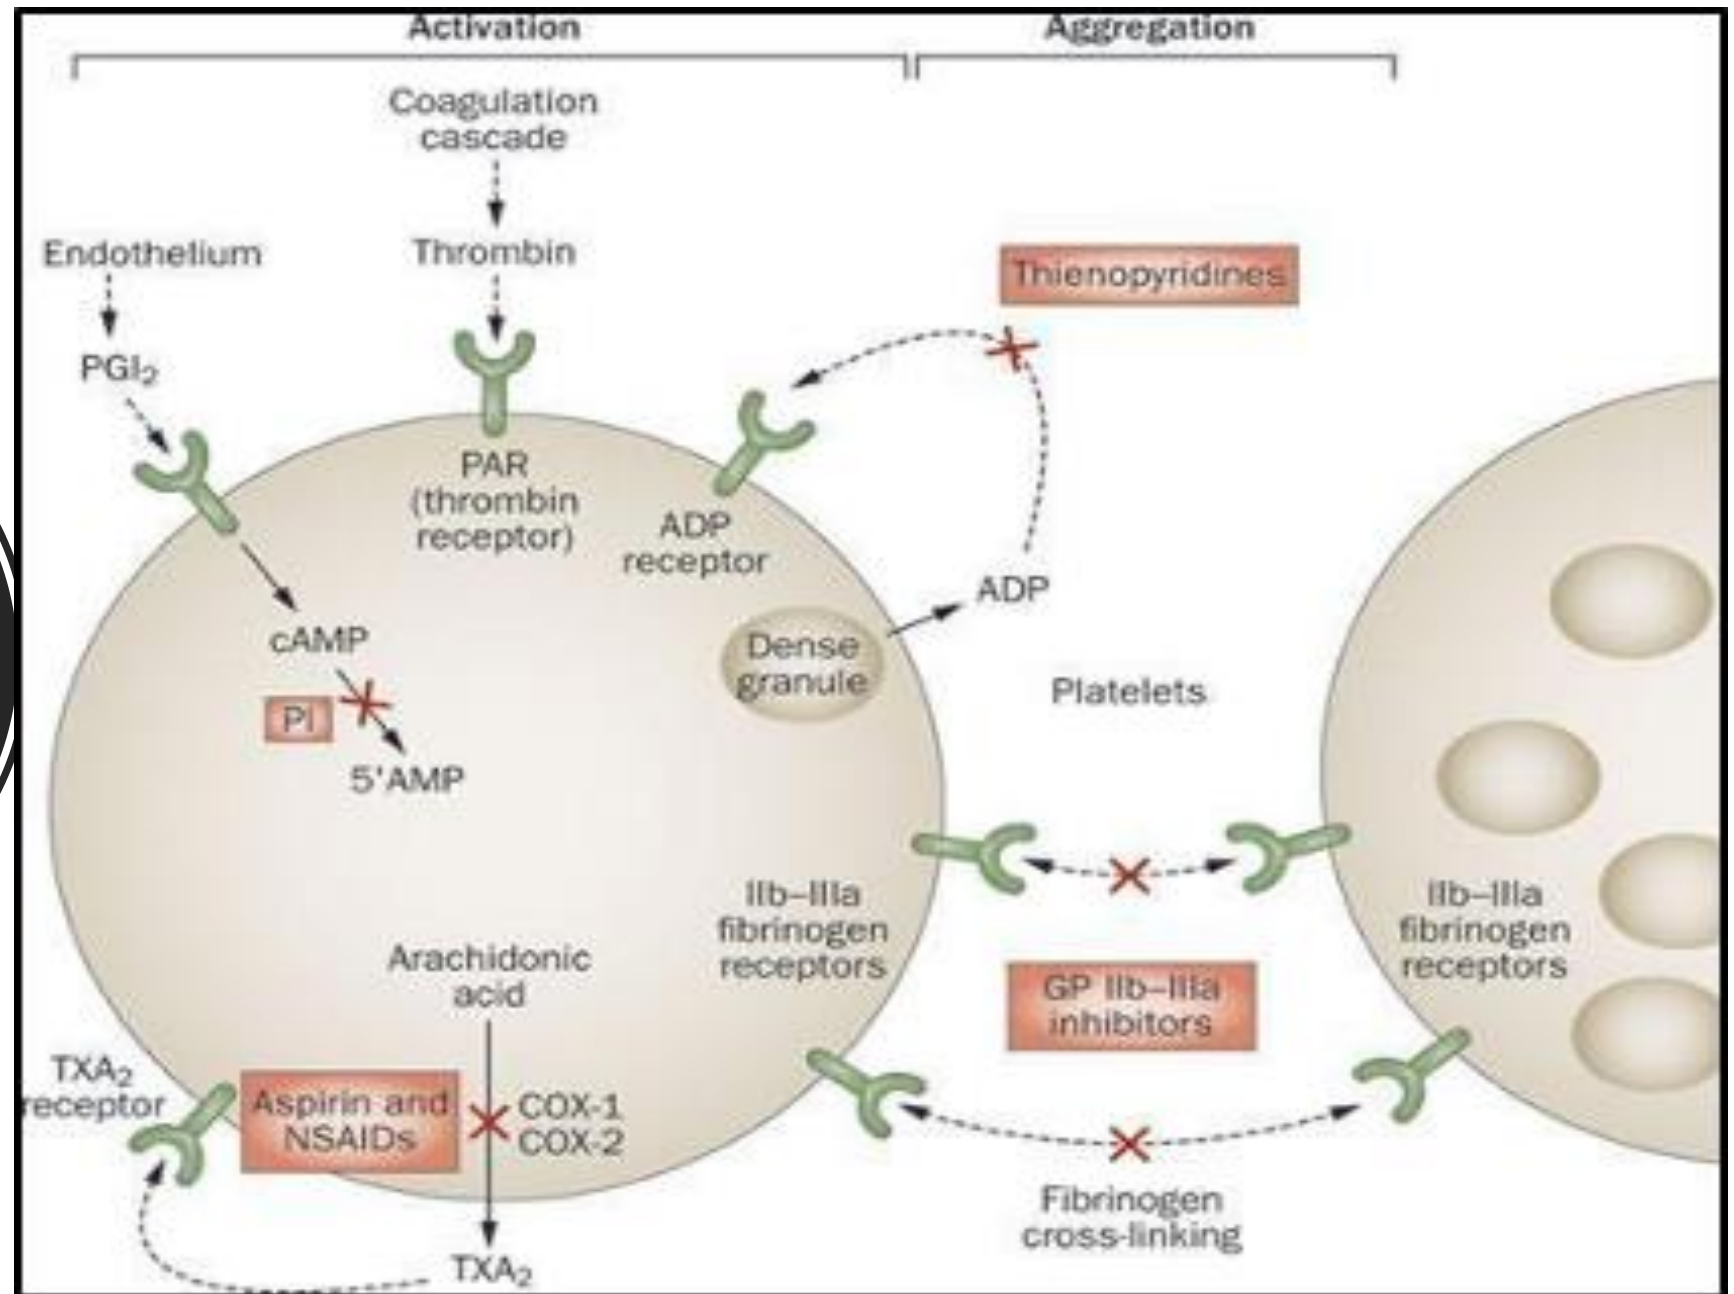 Activation
Aggregation
Coagulation
cascade
Endothelium
Thrombin
Thienopyridines
PGI₂
PAR
(thrombin
receptor)
ADP
receptor
ADP
cAMP
Dense
granule
Platelets
PI
5'AMP
IIb–IIIa
fibrinogen
receptors
IIb–IIIa
fibrinogen
receptors
Arachidonic
acid
GP IIb–IIIa
inhibitors
TXA₂
receptor
Aspirin and
NSAIDs
COX-1
COX-2
Fibrinogen
cross-linking
TXA₂